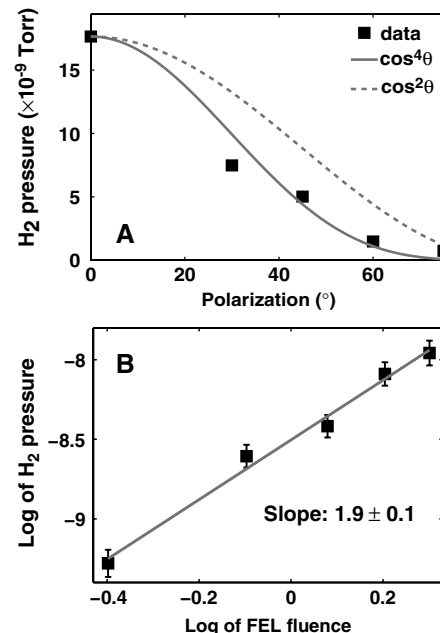 A
H2 pressure (×10-9 Torr)
15
10
5
0
data
cos4θ
cos2θ
0
20
40
60
Polarization (°)
B
Log of H2 pressure
-8
-8.5
-9
Slope: 1.9 ± 0.1
-0.4
-0.2
0
0.2
Log of FEL fluence